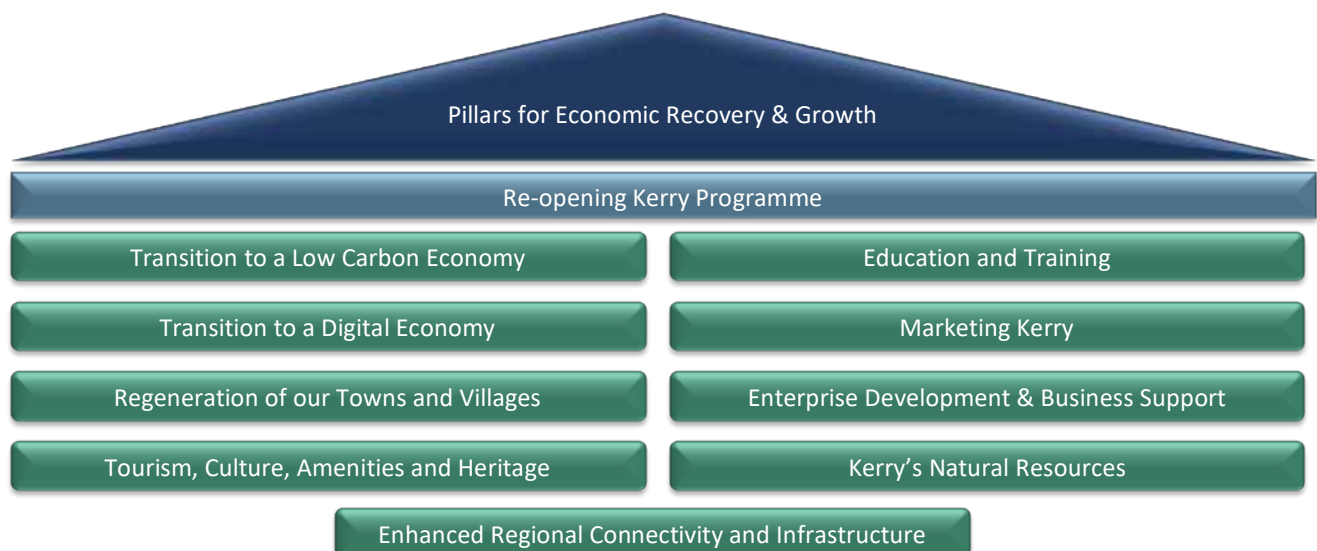 Pillars for Economic Recovery & Growth
Re-opening Kerry Programme
Transition to a Low Carbon Economy
Education and Training
Transition to a Digital Economy
Marketing Kerry
Regeneration of our Towns and Villages
Enterprise Development & Business Support
Tourism, Culture, Amenities and Heritage
Kerry’s Natural Resources
Enhanced Regional Connectivity and Infrastructure